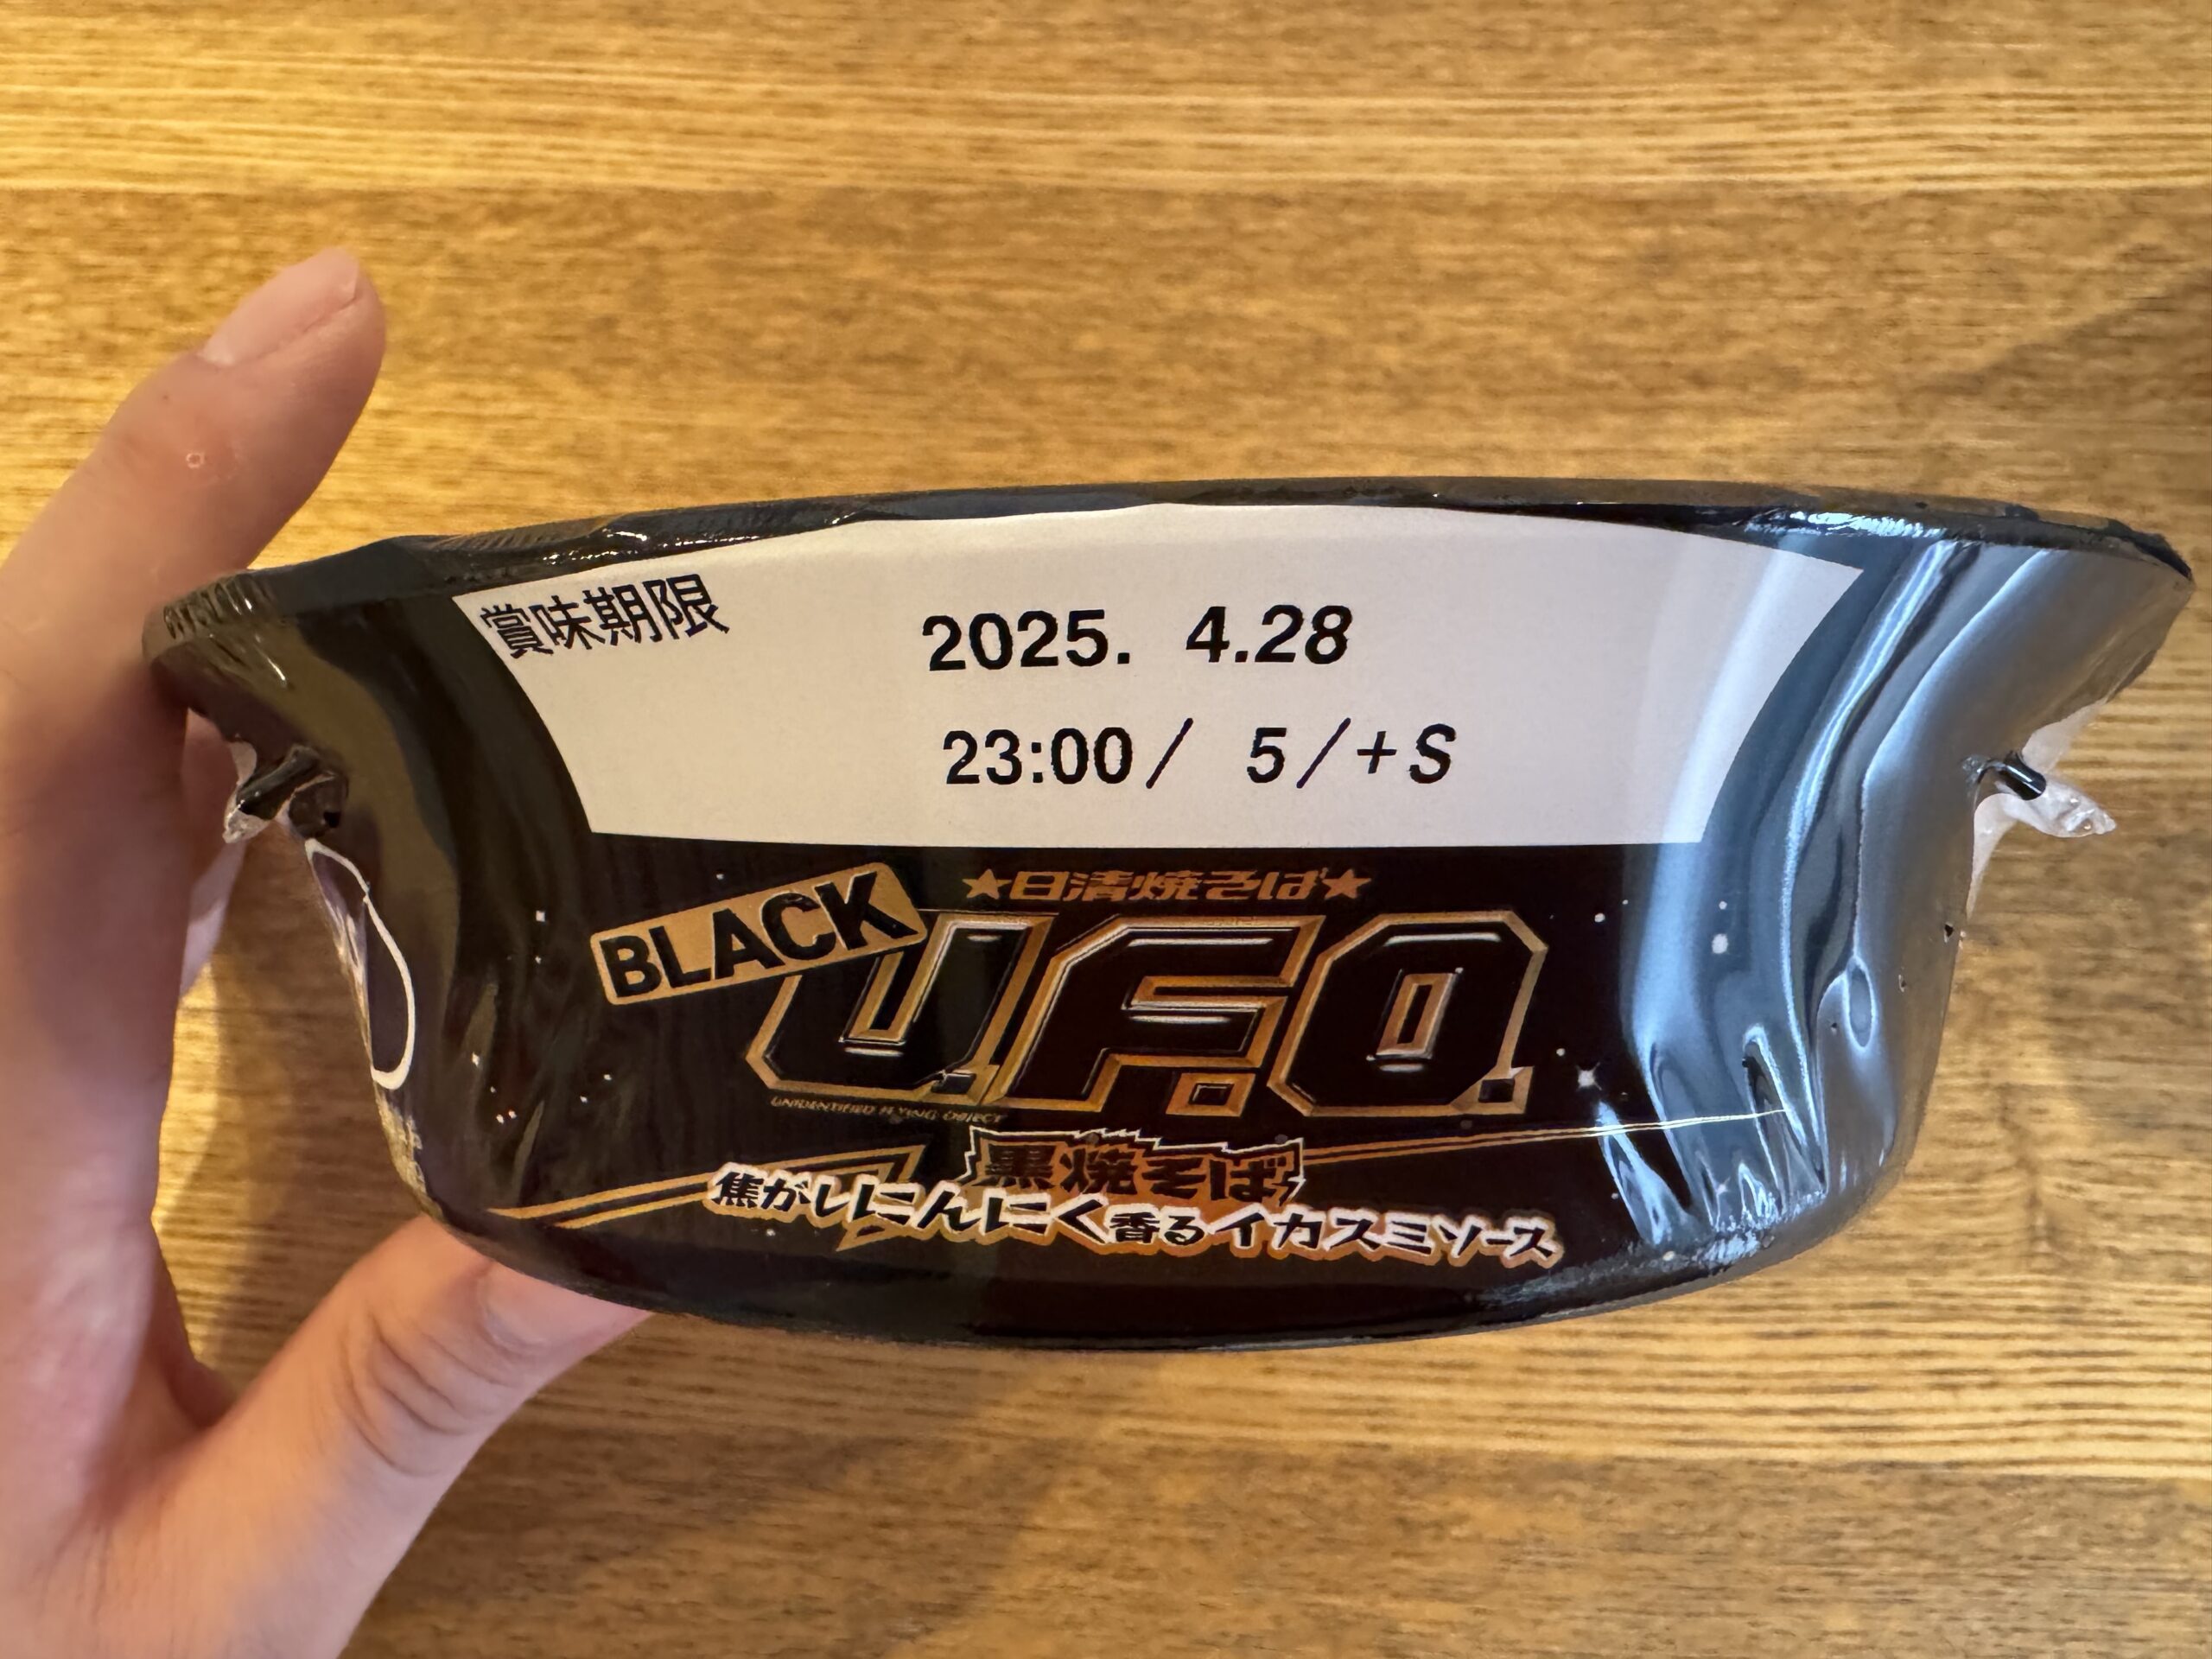 賞味期限
2025. 4.28
23:00/ 5/+S
★日清焼そば★
BLACK
U.F.O.
UNIDENTIFIED FLYING OBJECT
黒焼そば
焦がしにんにく香るイカスミソース